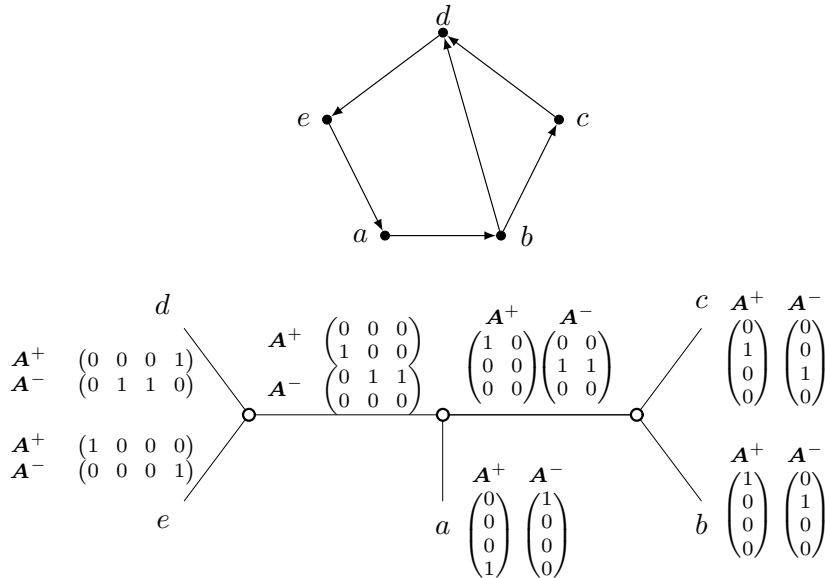 d
e
c
a
b
d
c
A⁺ A⁻
A⁺ (0 0 0 1)
A⁻ (0 1 1 0)
A⁺ (0 0 0
1 0 0)
A⁻ (0 1 1
0 0 0)
A⁺ A⁻
(1 0) (0 0)
(0 0) (1 1)
(0 0) (0 0)
(0) (0)
(1) (0)
(0) (1)
(0) (0)
A⁺ (1 0 0 0)
A⁻ (0 0 0 1)
e
a
A⁺ A⁻
(0) (1)
(0) (0)
(0) (0)
(1) (0)
b
A⁺ A⁻
(1) (0)
(0) (1)
(0) (0)
(0) (0)